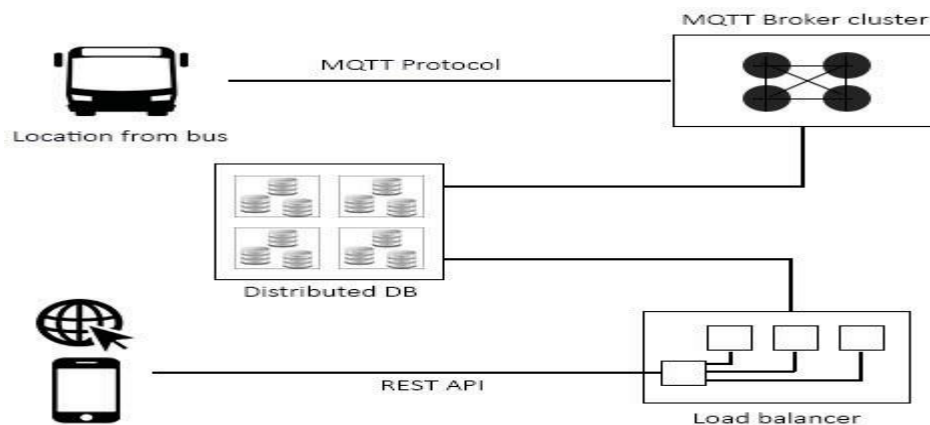 MQTT Broker cluster
MQTT Protocol
Location from bus
Distributed DB
REST API
Load balancer